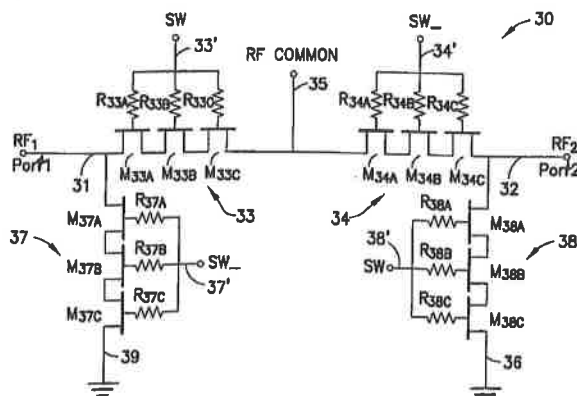 SW SW_ 30
33' RF COMMON 34'
R33A R33B R33C 35 R34A R34B R34C
RF1 RF2
Port1 Port2
31 M33A M33B M33C M34A M34B M34C 32
33 34
M37A R37A R38A M38A
37 38' 38
M37B R37B SW_ SW R38B M38B
37'
M37C R37C R38C M38C
39 36